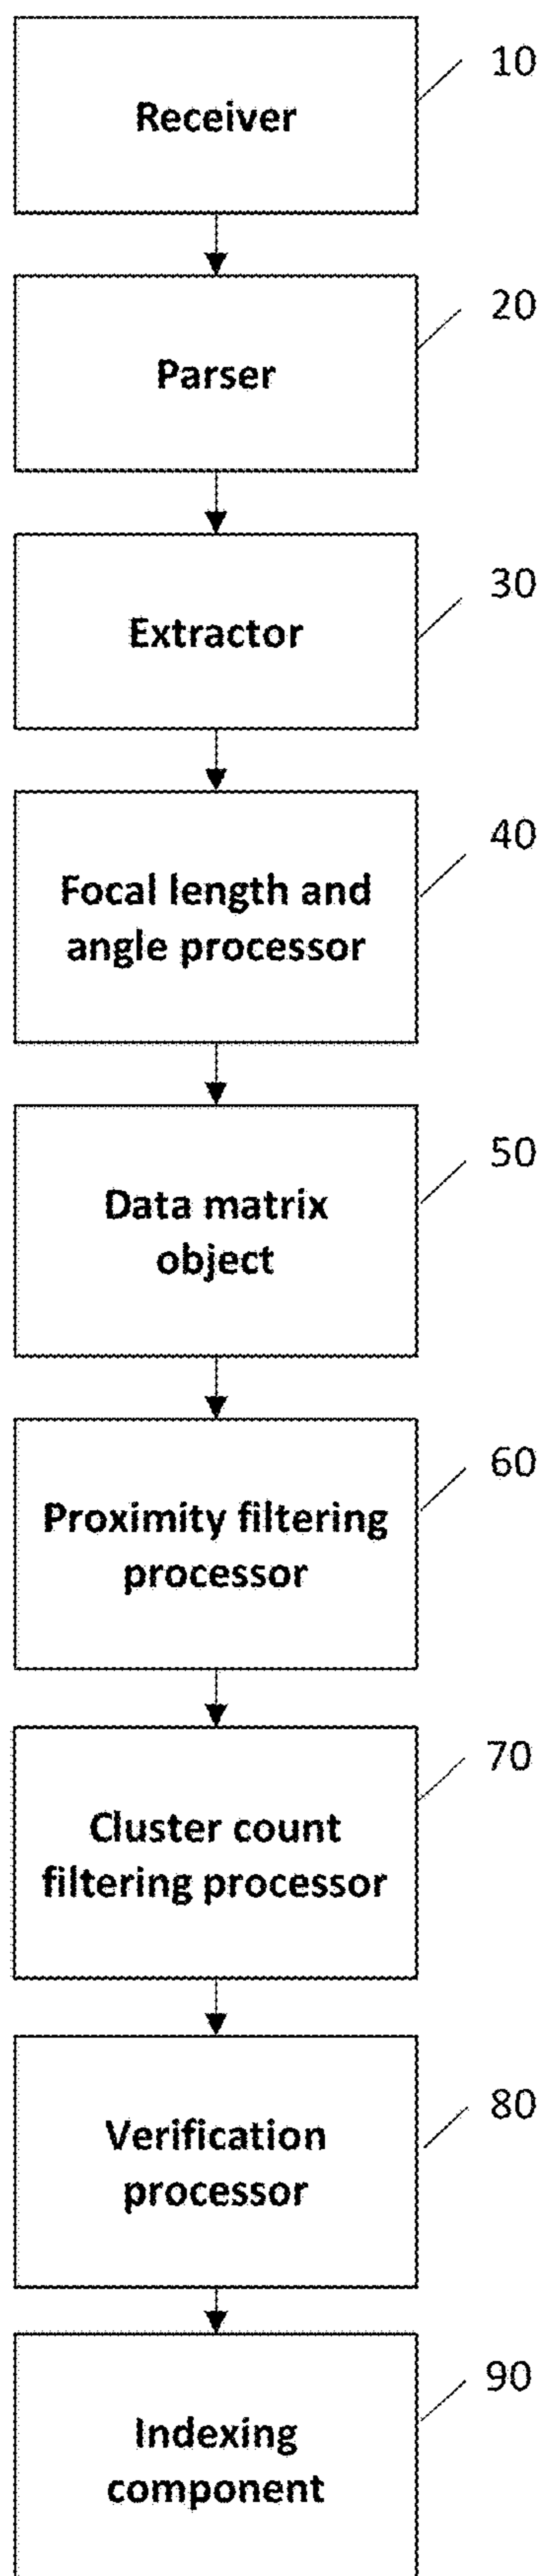 Receiver
10
Parser
20
Extractor
30
Focal length and
angle processor
40
Data matrix
object
50
Proximity filtering
processor
60
Cluster count
filtering processor
70
Verification
processor
80
Indexing
component
90